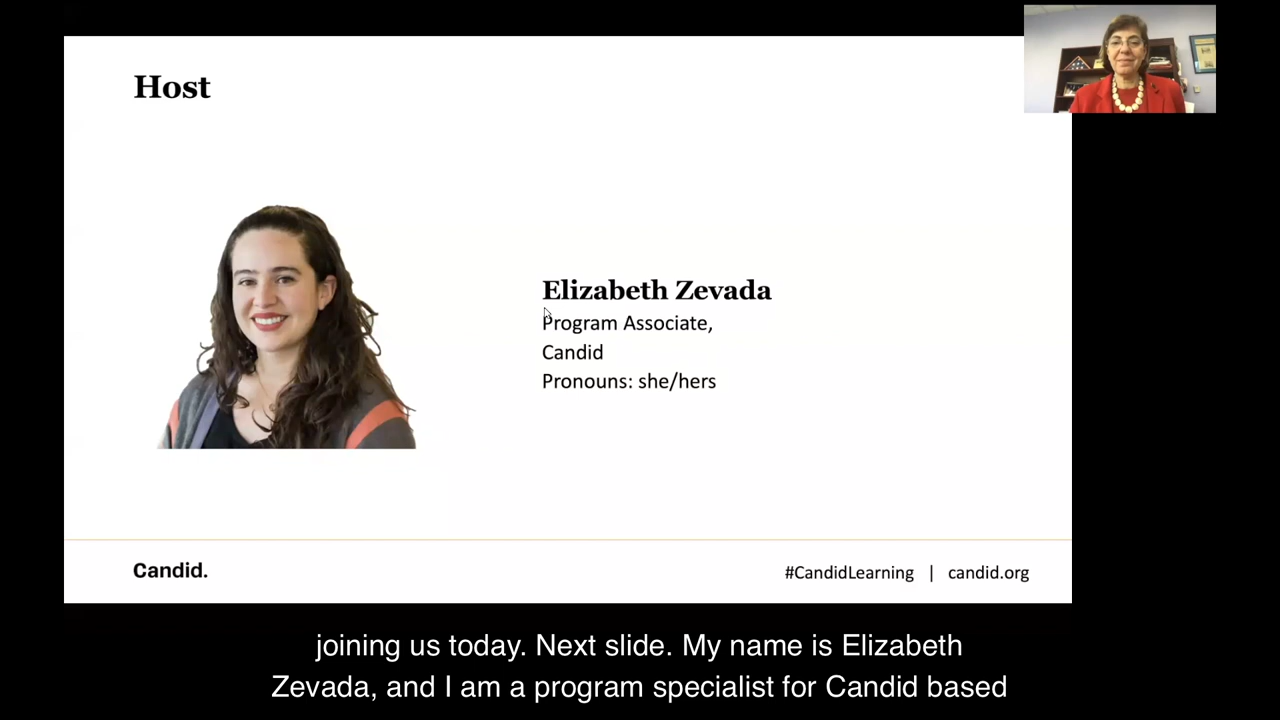 Host
Elizabeth Zevada
Program Associate,
Candid
Pronouns: she/hers
Candid.
#CandidLearning | candid.org
joining us today. Next slide. My name is Elizabeth
Zevada, and I am a program specialist for Candid based